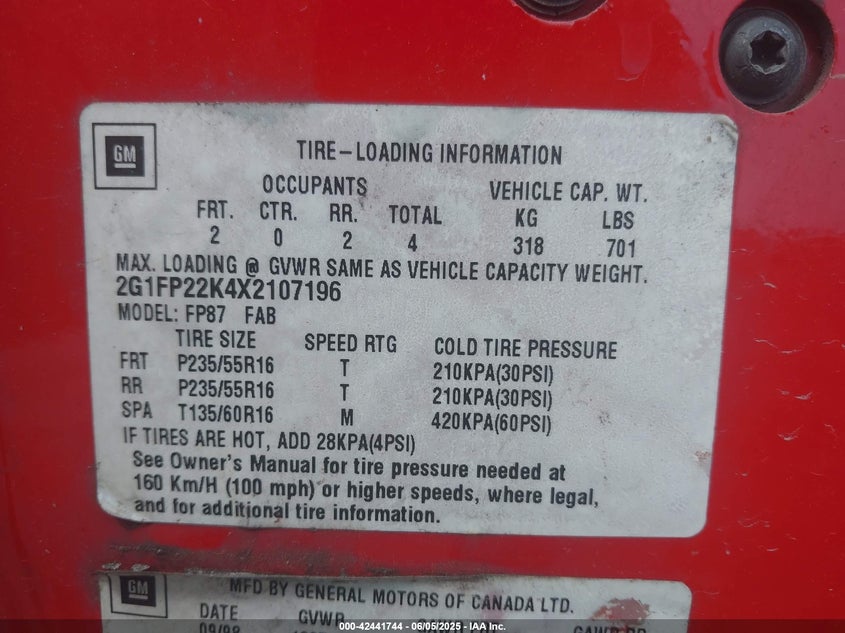 GM
TIRE-LOADING INFORMATION
OCCUPANTS VEHICLE CAP. WT.
FRT. CTR. RR. TOTAL KG LBS
2 0 2 4 318 701
MAX. LOADING @ GVWR SAME AS VEHICLE CAPACITY WEIGHT.
2G1FP22K4X2107196
MODEL: FP87 FAB
TIRE SIZE SPEED RTG COLD TIRE PRESSURE
FRT P235/55R16 T 210KPA(30PSI)
RR P235/55R16 T 210KPA(30PSI)
SPA T135/60R16 M 420KPA(60PSI)
IF TIRES ARE HOT, ADD 28KPA(4PSI)
See Owner's Manual for tire pressure needed at
160 Km/H (100 mph) or higher speeds, where legal,
and for additional tire information.
GM
MFD BY GENERAL MOTORS OF CANADA LTD.
DATE GVWR GAWR RR
09/98
000-42441744 - 06/05/2025 - IAA Inc.